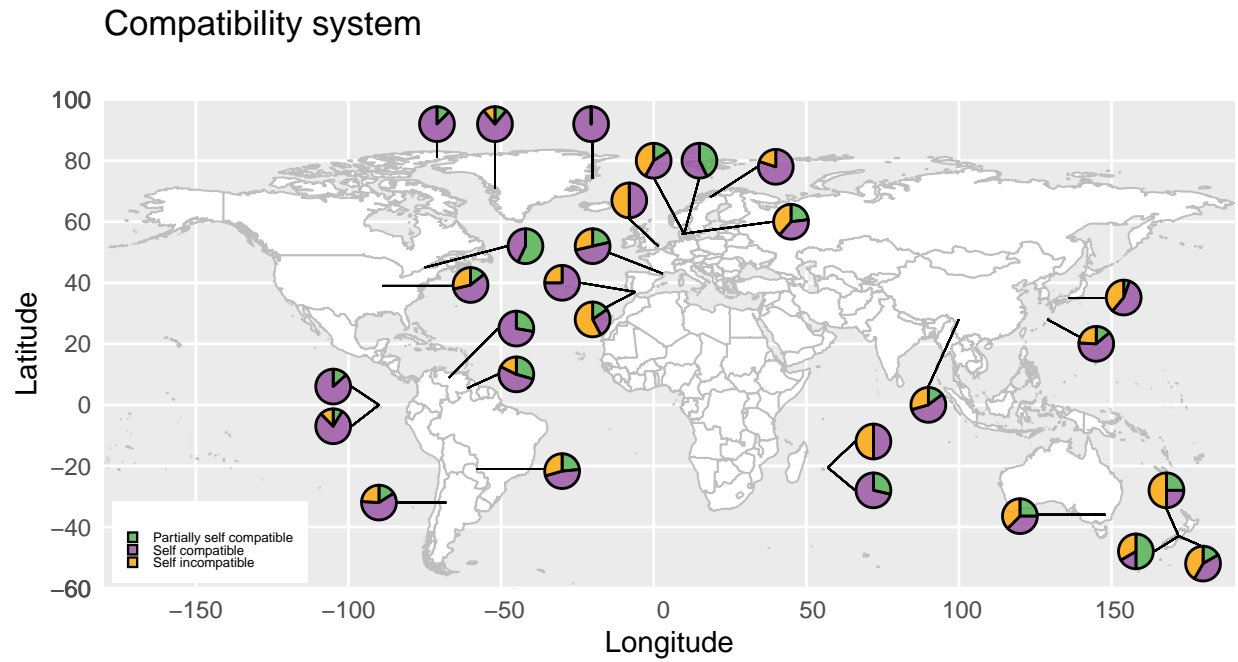 Compatibility system
Latitude
100
80
60
40
20
0
−20
−40
−60
Partially self compatible
Self compatible
Self incompatible
−150
−100
−50
0
50
100
150
Longitude